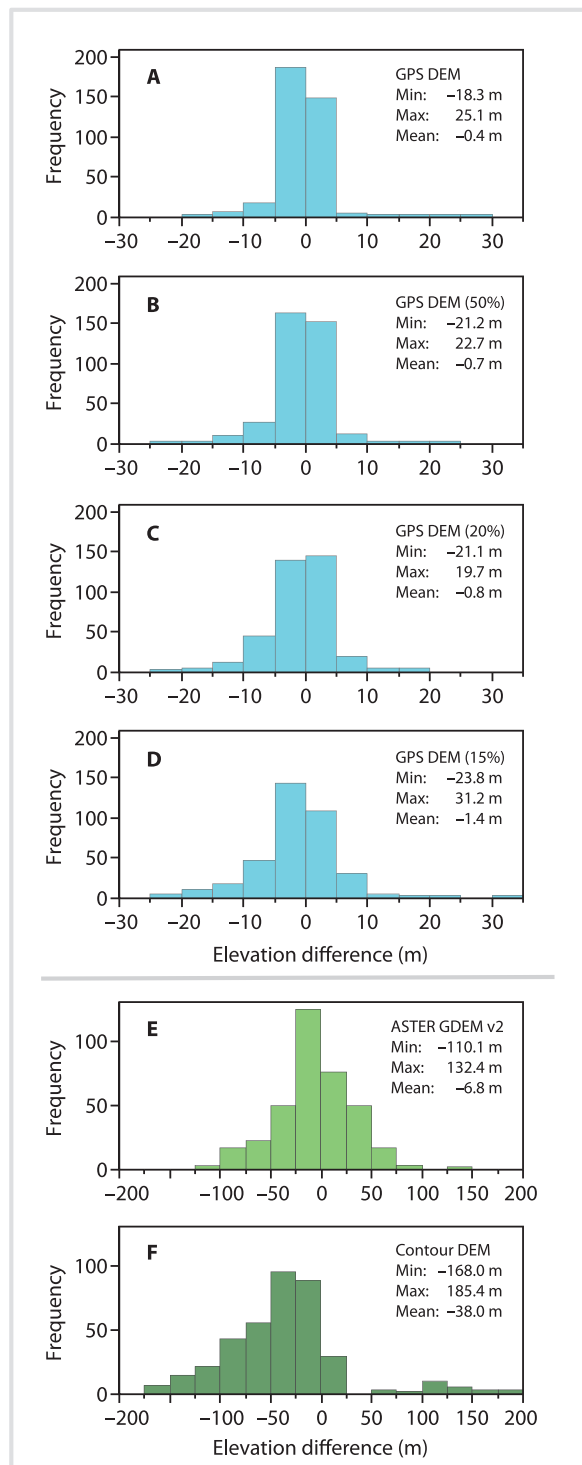 A
GPS DEM
Min: –18.3 m
Max: 25.1 m
Mean: –0.4 m
Frequency
200
150
100
50
0
–30 –20 –10 0 10 20 30
B
GPS DEM (50%)
Min: –21.2 m
Max: 22.7 m
Mean: –0.7 m
Frequency
200
150
100
50
0
–30 –20 –10 0 10 20 30
C
GPS DEM (20%)
Min: –21.1 m
Max: 19.7 m
Mean: –0.8 m
Frequency
200
150
100
50
0
–30 –20 –10 0 10 20 30
D
GPS DEM (15%)
Min: –23.8 m
Max: 31.2 m
Mean: –1.4 m
Frequency
200
150
100
50
0
–30 –20 –10 0 10 20 30
Elevation difference (m)
E
ASTER GDEM v2
Min: –110.1 m
Max: 132.4 m
Mean: –6.8 m
Frequency
100
50
0
–200 –100 –50 0 50 100 150 200
F
Contour DEM
Min: –168.0 m
Max: 185.4 m
Mean: –38.0 m
Frequency
100
50
0
–200 –100 –50 0 50 100 150 200
Elevation difference (m)